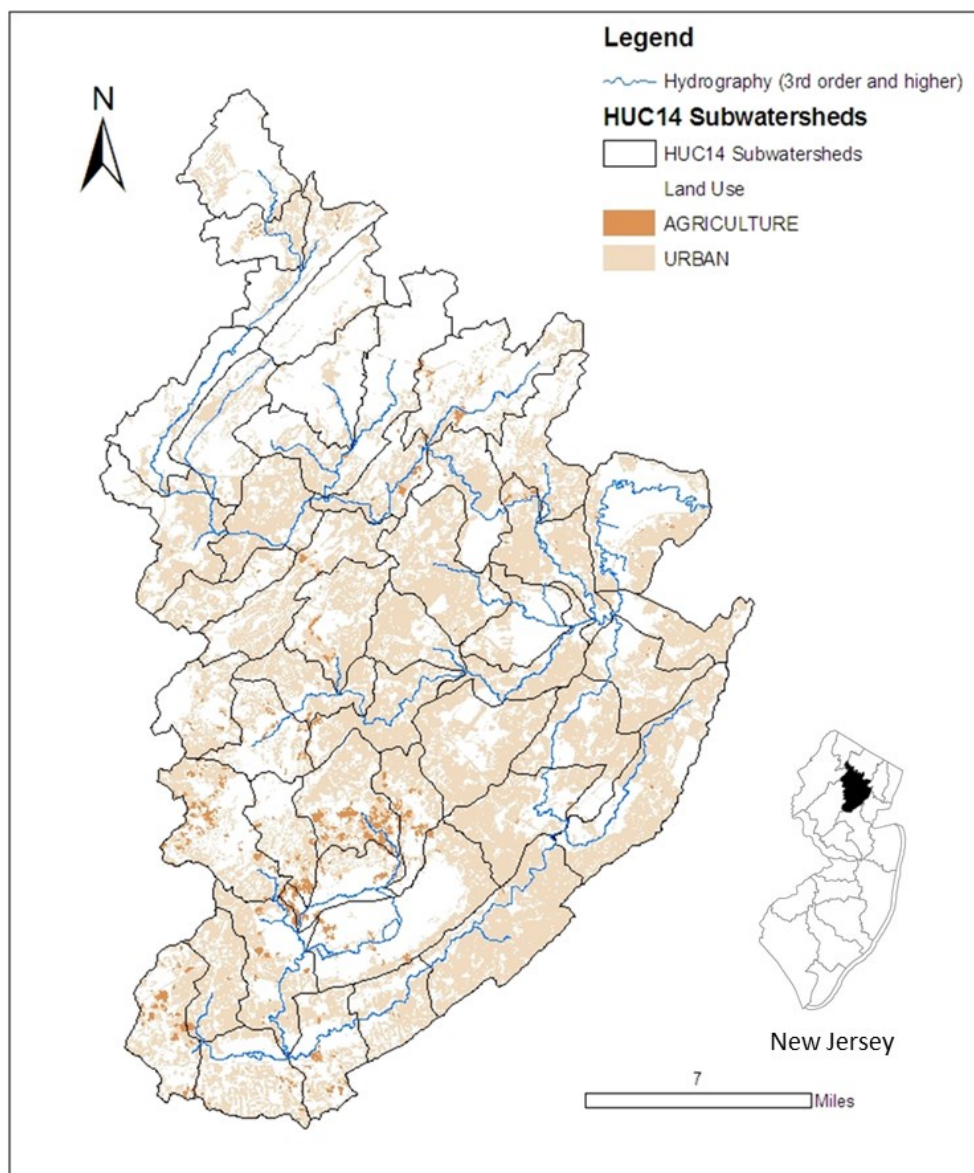 Legend
Hydrography (3rd order and higher)
HUC14 Subwatersheds
HUC14 Subwatersheds
Land Use
AGRICULTURE
URBAN
N
New Jersey
7
Miles